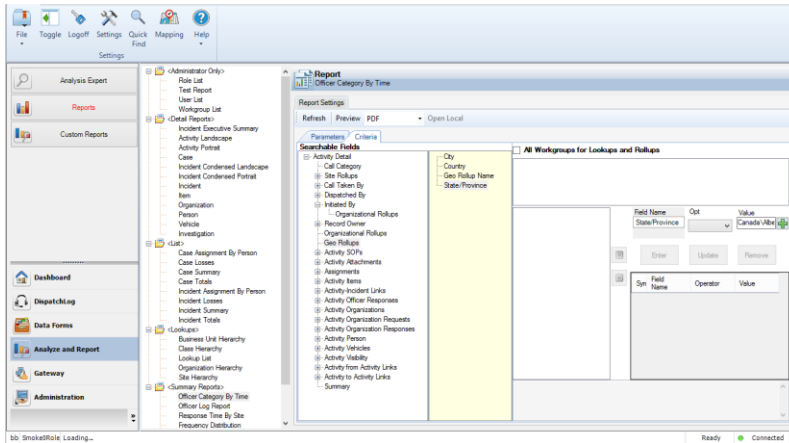 File Toggle Logoff Settings Quick Find Mapping Help
Settings
Analysis Expert
Reports
Custom Reports
Dashboard
DispatchLog
Data Forms
Analyze and Report
Gateway
Administration
<Administrator Only>
Role List
Test Report
User List
Workgroup List
<Detail Reports>
Incident Executive Summary
Activity Landscape
Activity Portrait
Case
Incident Condensed Landscape
Incident Condensed Portrait
Incident
Item
Organization
Person
Vehicle
Investigation
<List>
Case Assignment By Person
Case Losses
Case Summary
Case Totals
Incident Assignment By Person
Incident Losses
Incident Summary
Incident Totals
<Lookups>
Business Unit Hierarchy
Class Hierarchy
Lookup List
Organization Hierarchy
Site Hierarchy
<Summary Reports>
Officer Category By Time
Officer Log Report
Response Time By Site
Frequency Distribution
Report
Officer Category By Time
Report Settings
Refresh Preview PDF Open Local
Parameters Criteria
Searchable Fields
Activity Detail
Call Category
Site Rollups
Call Taken By
Dispatched By
Initiated By
Organizational Rollups
Record Owner
Organizational Rollups
Geo Rollups
Activity SOPs
Activity Attachments
Assignments
Activity Items
Activity-Incident Links
Activity Officer Responses
Activity Organizations
Activity Organization Requests
Activity Organization Responses
Activity Person
Activity Vehicles
Activity Visibility
Activity from Activity Links
Activity to Activity Links
Summary
City
Country
Geo Rollup Name
State/Province
All Workgroups for Lookups and Rollups
Field Name Opt Value
State/Province Canada\Albe
Enter Update Remove
Syn Field Name Operator Value
bb SmokeIRole Loading...
Ready Connected